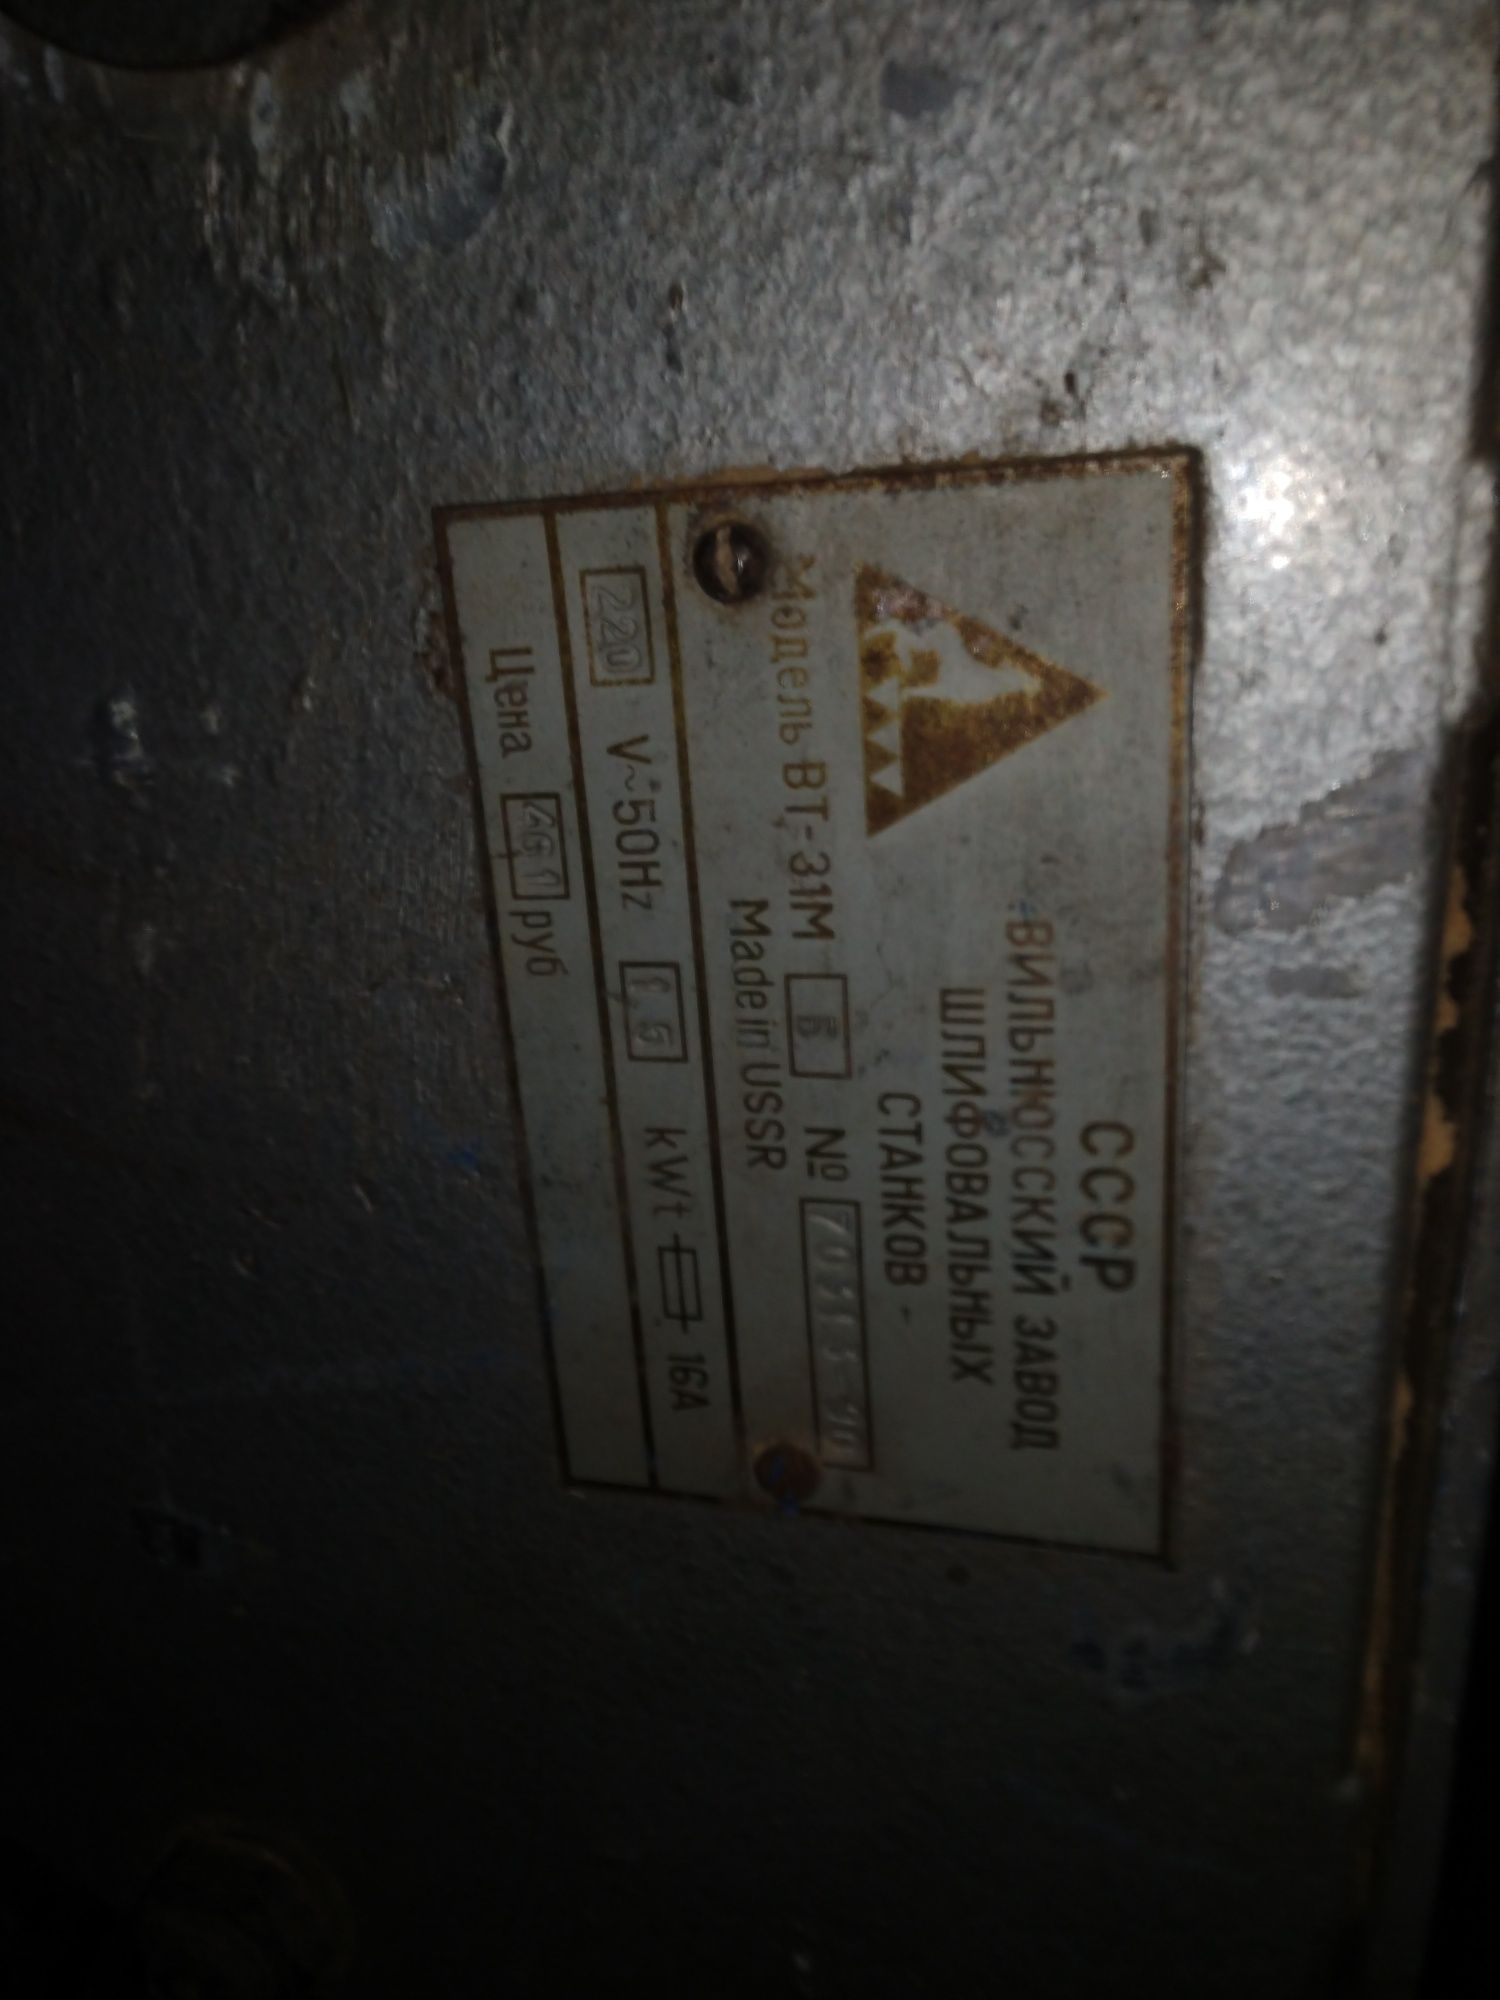 СССР
ВИЛЬНЮССКИЙ ЗАВОД
ШЛИФОВАЛЬНЫХ
СТАНКОВ
Модель ВТ-31М В №
Made in USSR
220 V~50Hz kWt 16A
Цена руб